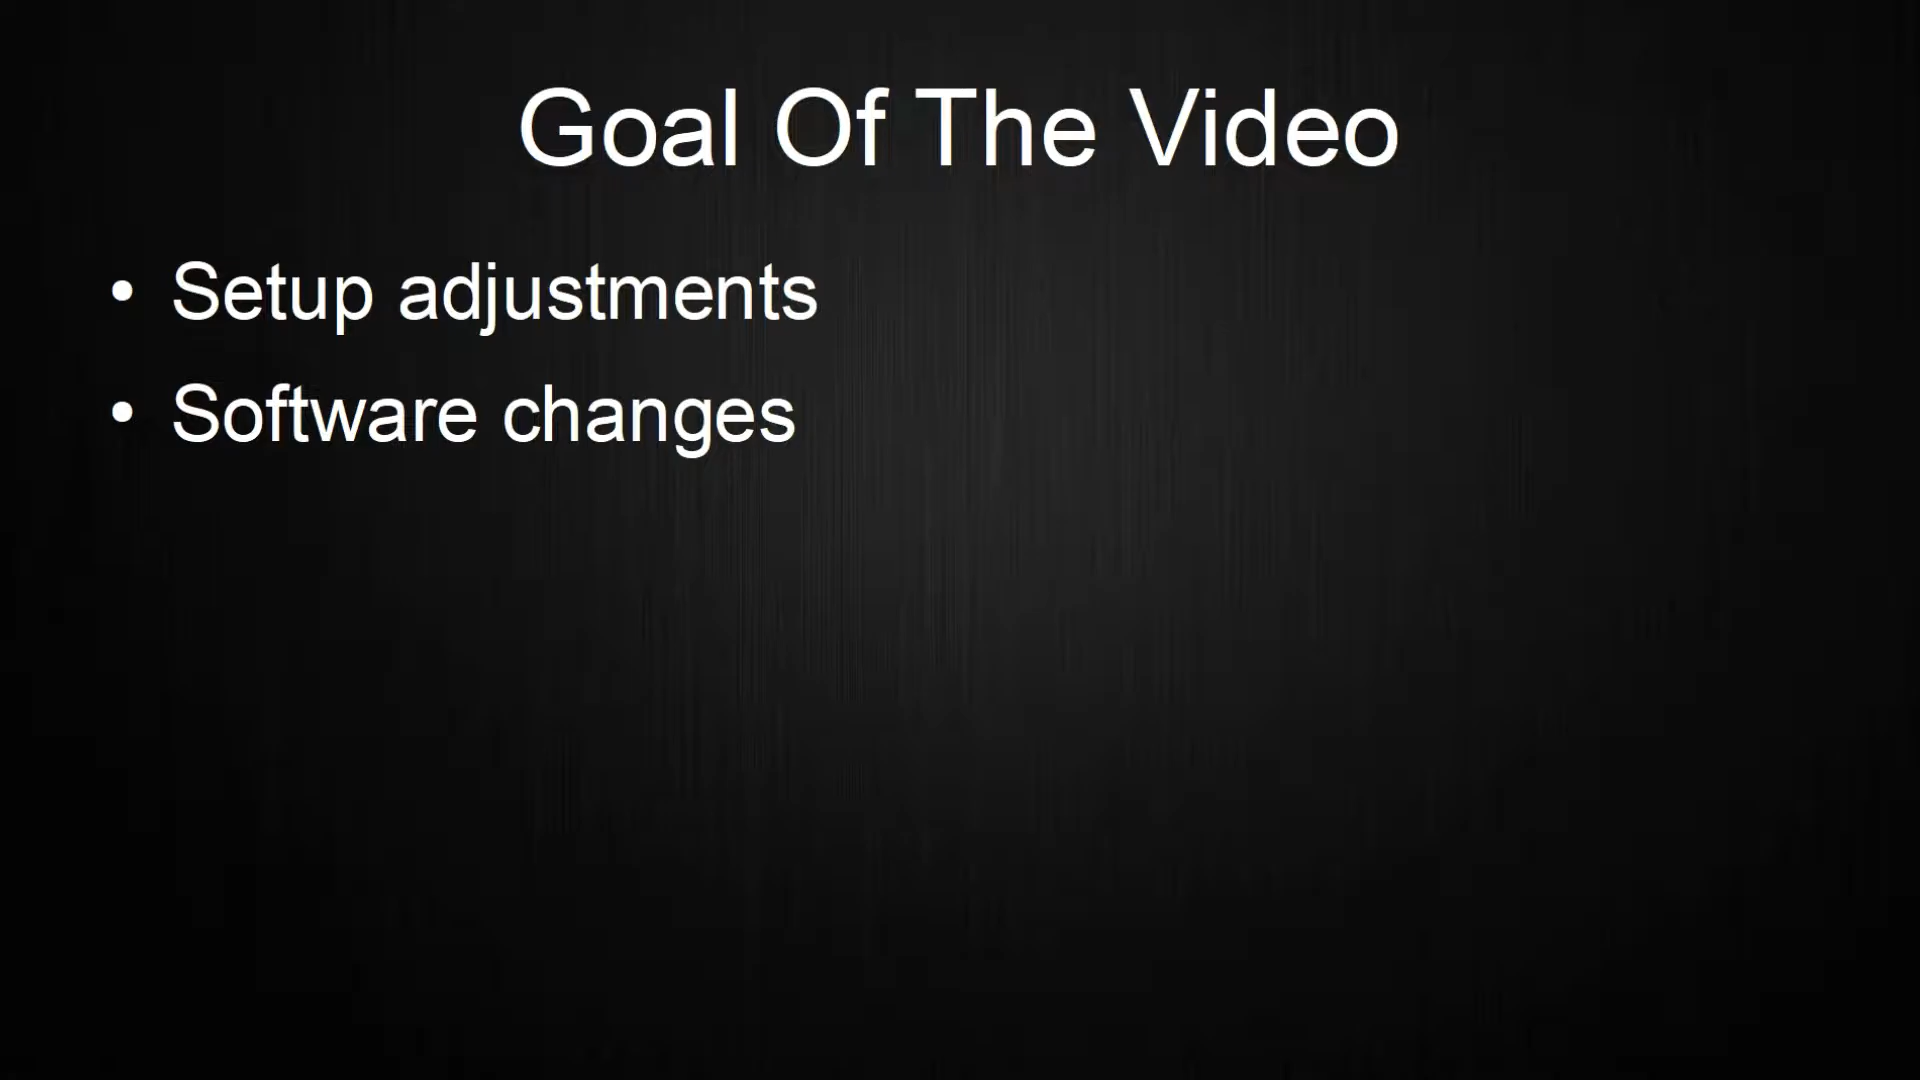 Goal Of The Video
• Setup adjustments
• Software changes